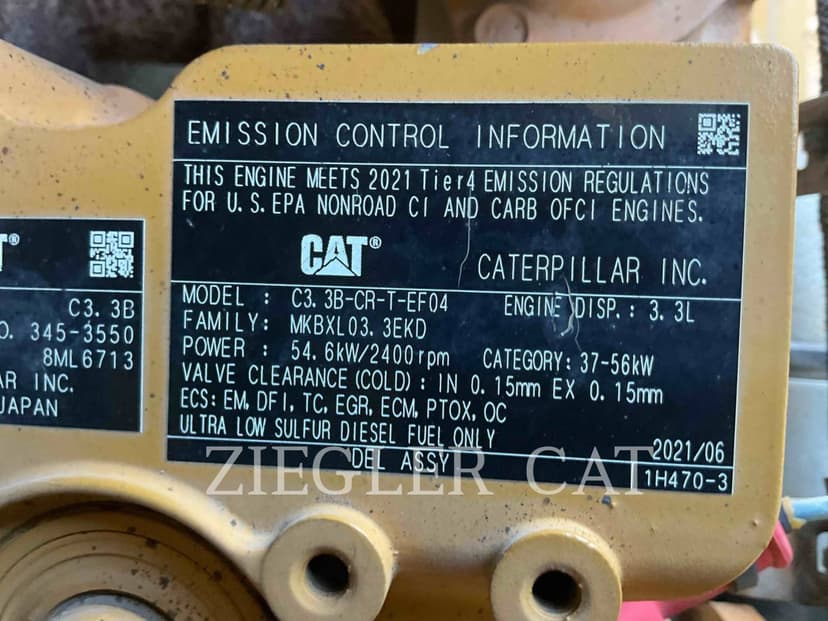 EMISSION CONTROL INFORMATION
THIS ENGINE MEETS 2021 Tier4 EMISSION REGULATIONS
FOR U.S.EPA NONROAD CI AND CARB OFCI ENGINES.
CAT® CATERPILLAR INC.
MODEL : C3.3B-CR-T-EF04 ENGINE DISP.: 3.3L
FAMILY: MKBXL03.3EKD
POWER : 54.6kW/2400rpm CATEGORY: 37-56kW
VALVE CLEARANCE(COLD): IN 0.15mm EX 0.15mm
ECS: EM, DFI, TC, EGR, ECM, PTOX, OC
ULTRA LOW SULFUR DIESEL FUEL ONLY
2021/06
DEL ASSY 1H470-3
T®
C3.3B
O. 345-3550
8ML6713
AR INC.
JAPAN
ZIEGLER CAT